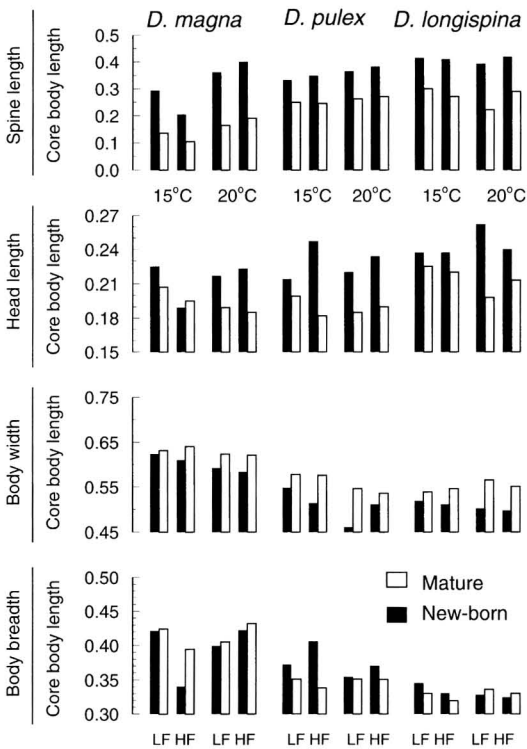 D. magna D. pulex D. longispina
Spine length
Core body length
0.5
0.4
0.3
0.2
0.1
0.0
15°C 20°C 15°C 20°C 15°C 20°C
Head length
Core body length
0.27
0.24
0.21
0.18
0.15
Body width
Core body length
0.75
0.65
0.55
0.45
Body breadth
Core body length
0.50
0.45
0.40
0.35
0.30
Mature
New-born
LF HF LF HF LF HF LF HF LF HF LF HF